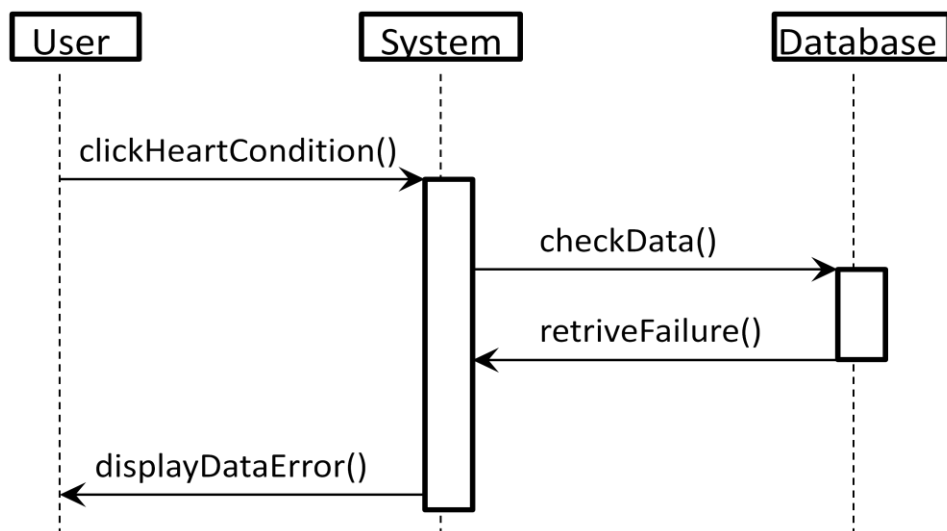 User
System
Database
clickHeartCondition()
checkData()
retriveFailure()
displayDataError()